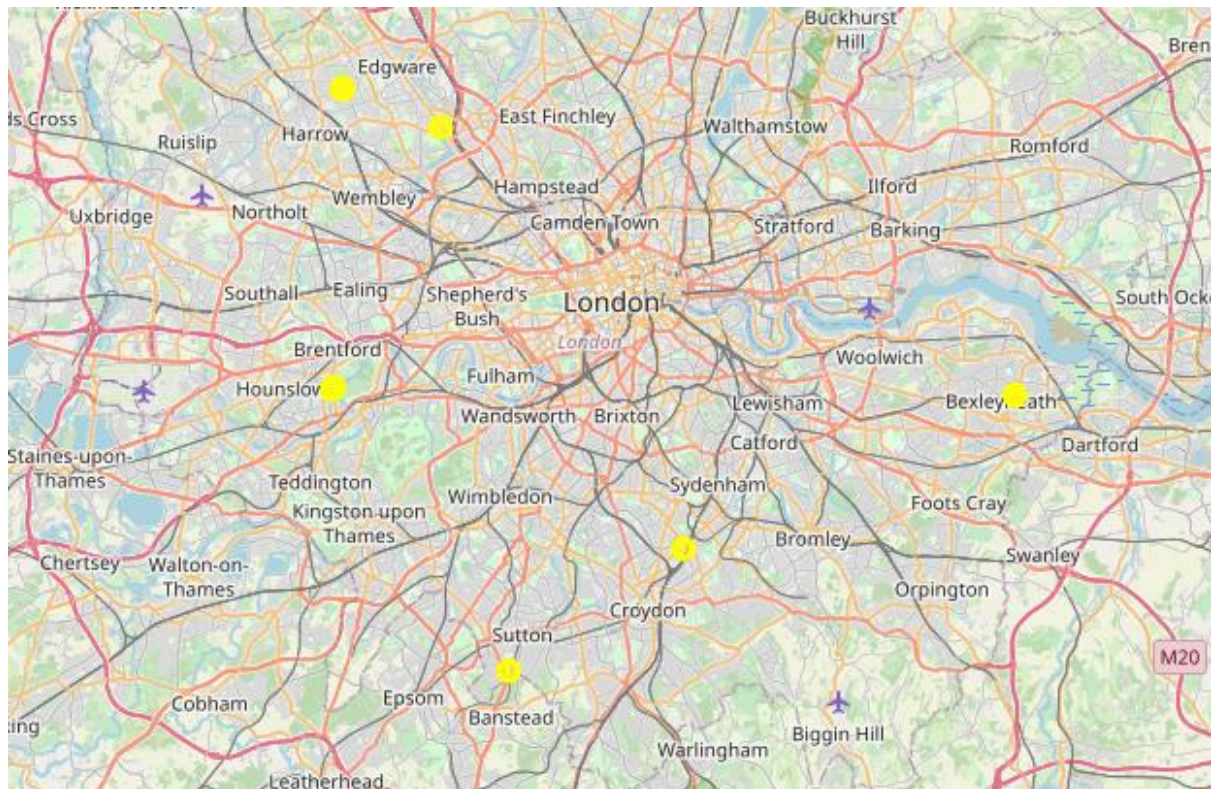 Buckhurst
Hill
Edgware
Bren
ds Cross
East Finchley
Walthamstow
Harrow
Ruislip
Romford
Hampstead
Ilford
Wembley
Uxbridge
Northolt
Camden Town
Stratford
Barking
Southall
Ealing
Shepherd's
Bush
London
South Ocke
London
Brentford
Woolwich
Hounslow
Fulham
Bexleyheath
Wandsworth
Brixton
Lewisham
Catford
Dartford
Staines-upon-
Thames
Teddington
Wimbledon
Sydenham
Foots Cray
Kingston upon
Thames
Bromley
Swanley
Chertsey
Walton-on-
Thames
Orpington
Croydon
Sutton
M20
Cobham
Epsom
Banstead
king
Biggin Hill
Warlingham
Leatherhead